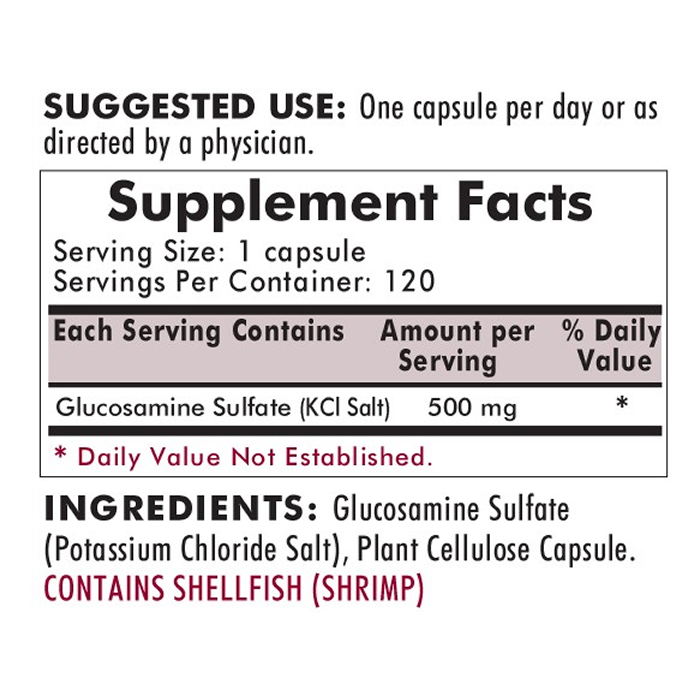 SUGGESTED USE: One capsule per day or as
directed by a physician.
Supplement Facts
Serving Size: 1 capsule
Servings Per Container: 120
Each Serving Contains Amount per % Daily
Serving Value
Glucosamine Sulfate (KCl Salt) 500 mg *
* Daily Value Not Established.
INGREDIENTS: Glucosamine Sulfate
(Potassium Chloride Salt), Plant Cellulose Capsule.
CONTAINS SHELLFISH (SHRIMP)